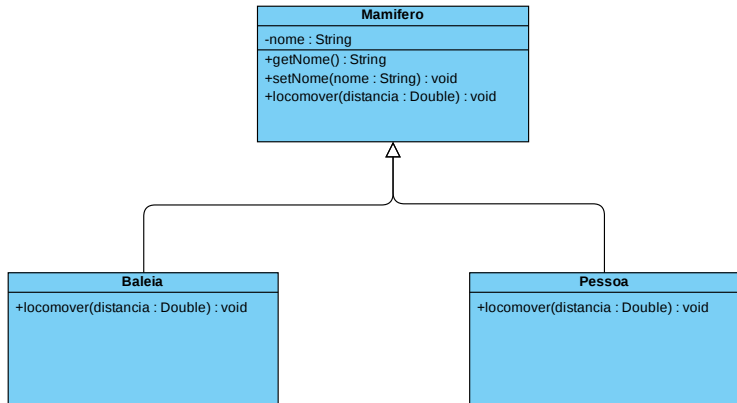 Mamifero
-nome : String
+getNome() : String
+setNome(nome : String) : void
+locomover(distancia : Double) : void
Baleia
+locomover(distancia : Double) : void
Pessoa
+locomover(distancia : Double) : void